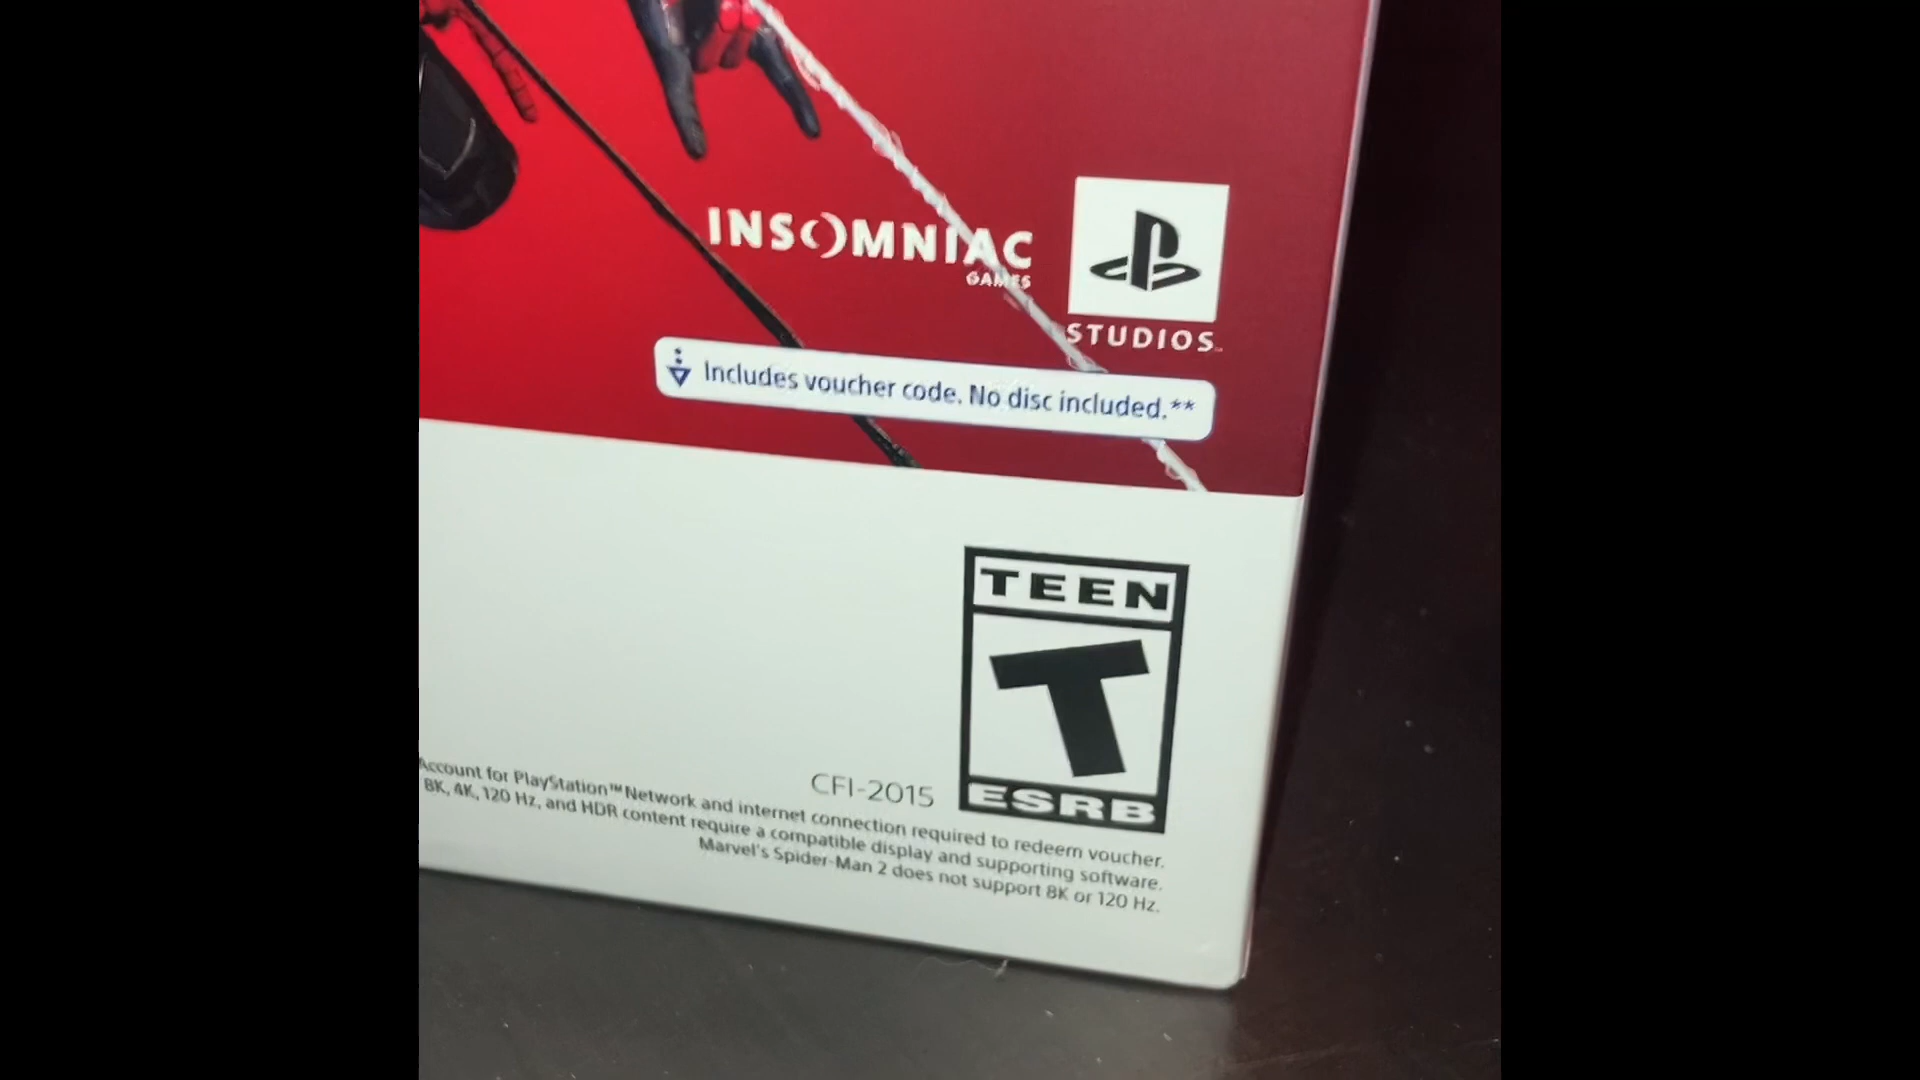 INSOMNIAC
GAMES
STUDIOS
Includes voucher code. No disc included.**
TEEN
T
ESRB
CFI-2015
Account for PlayStation™Network and internet connection required to redeem voucher.
8K, 4K, 120 Hz, and HDR content require a compatible display and supporting software.
Marvel's Spider-Man 2 does not support 8K or 120 Hz.